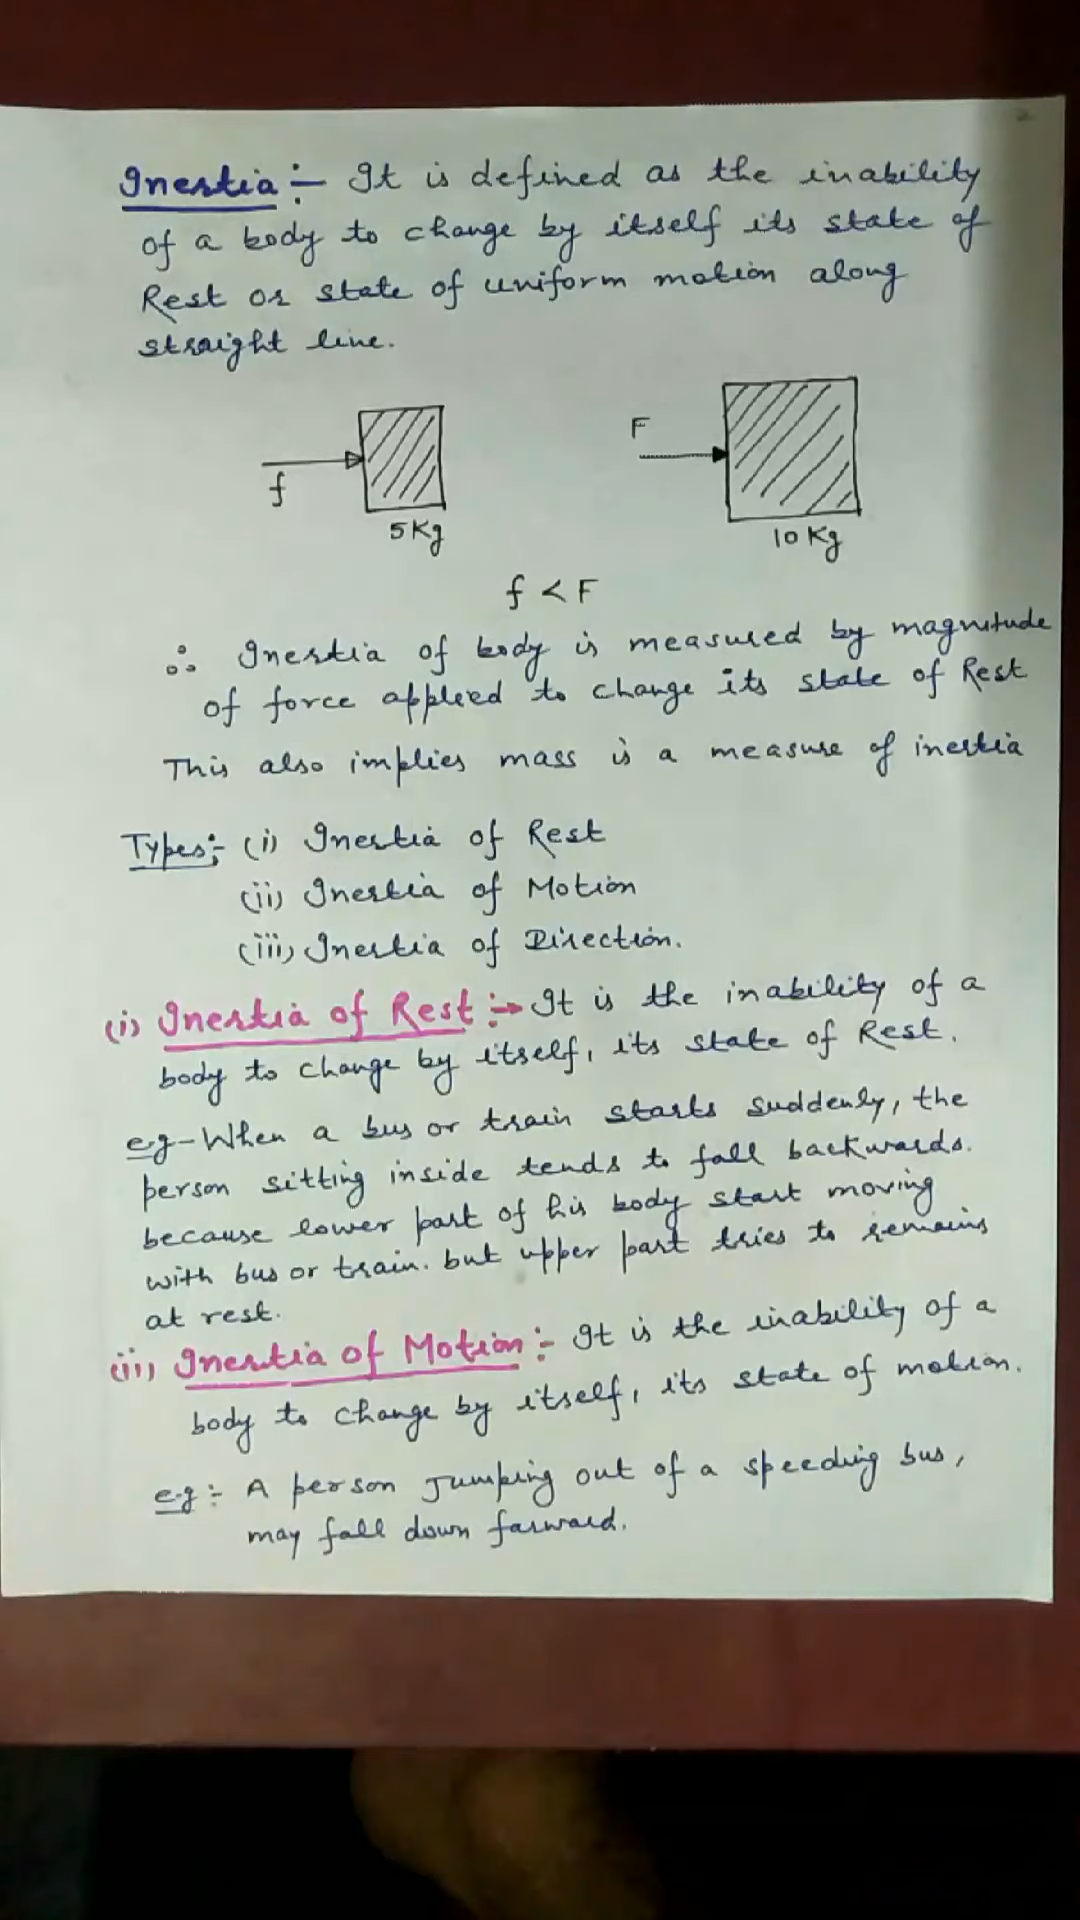 Inertia :- It is defined as the inability
of a body to change by itself its state of
Rest or state of uniform motion along
straight line.
f
5 Kg
F
10 Kg
f < F
∴ Inertia of body is measured by magnitude
of force applied to change its state of Rest
This also implies mass is a measure of inertia
Types:- (i) Inertia of Rest
(ii) Inertia of Motion
(iii) Inertia of Direction.
(i) Inertia of Rest :→ It is the inability of a
body to change by itself, its state of Rest.
e.g - When a bus or train starts suddenly, the
person sitting inside tends to fall backwards.
because lower part of his body start moving
with bus or train. but upper part tries to remains
at rest.
(ii) Inertia of Motion :- It is the inability of a
body to change by itself, its state of motion.
e.g :- A person Jumping out of a speeding bus,
may fall down farward.